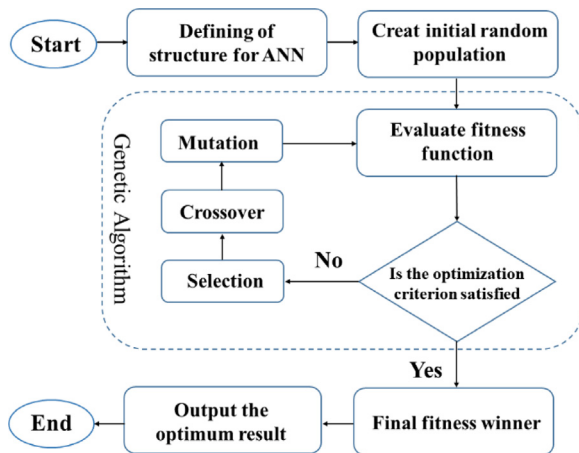 Start
Defining of
structure for ANN
Creat initial random
population
Genetic Algorithm
Evaluate fitness
function
Mutation
Crossover
Selection
No
Is the optimization
criterion satisfied
Yes
Final fitness winner
Output the
optimum result
End